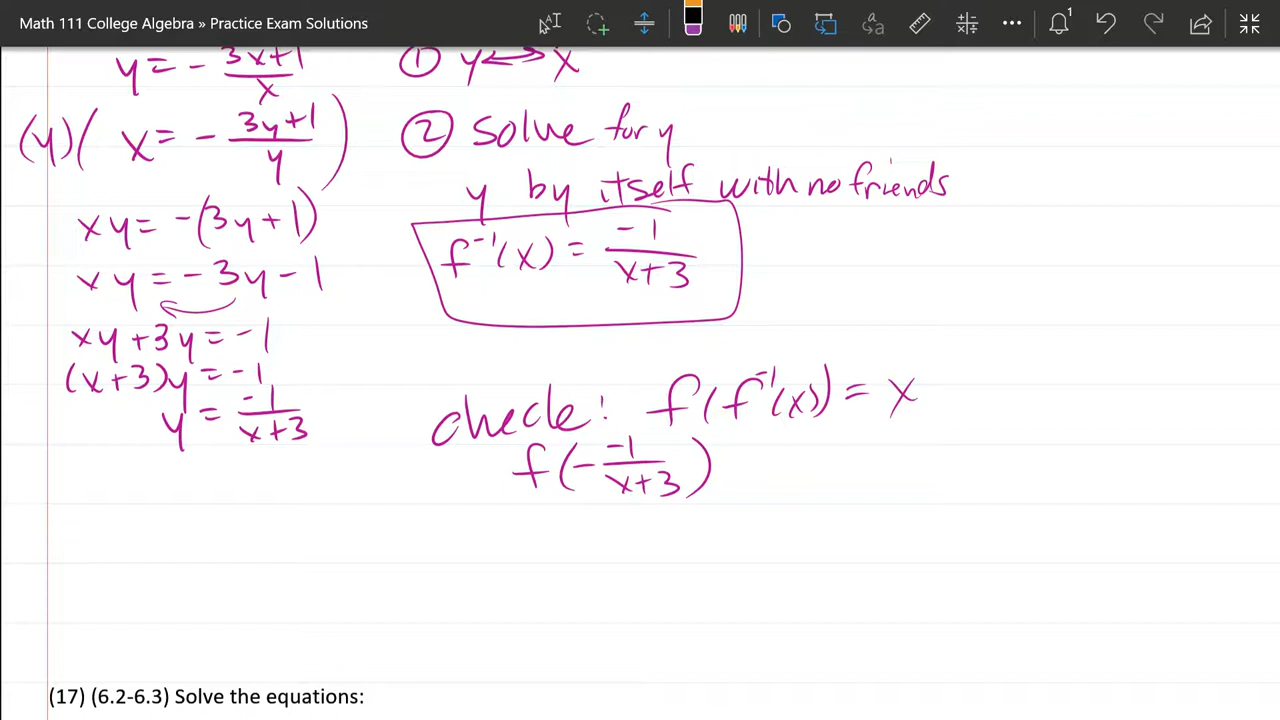 Math 111 College Algebra » Practice Exam Solutions
1
y = - (3x+1)/x
① y ↔ x
(y)( x = - (3y+1)/y )
② solve for y
y by itself with no friends
xy = -(3y+1)
f⁻¹(x) = -1/(x+3)
xy = -3y - 1
xy + 3y = -1
(x+3)y = -1
y = -1/(x+3)
check: f(f⁻¹(x)) = x
f(- -1/(x+3))
(17) (6.2-6.3) Solve the equations: